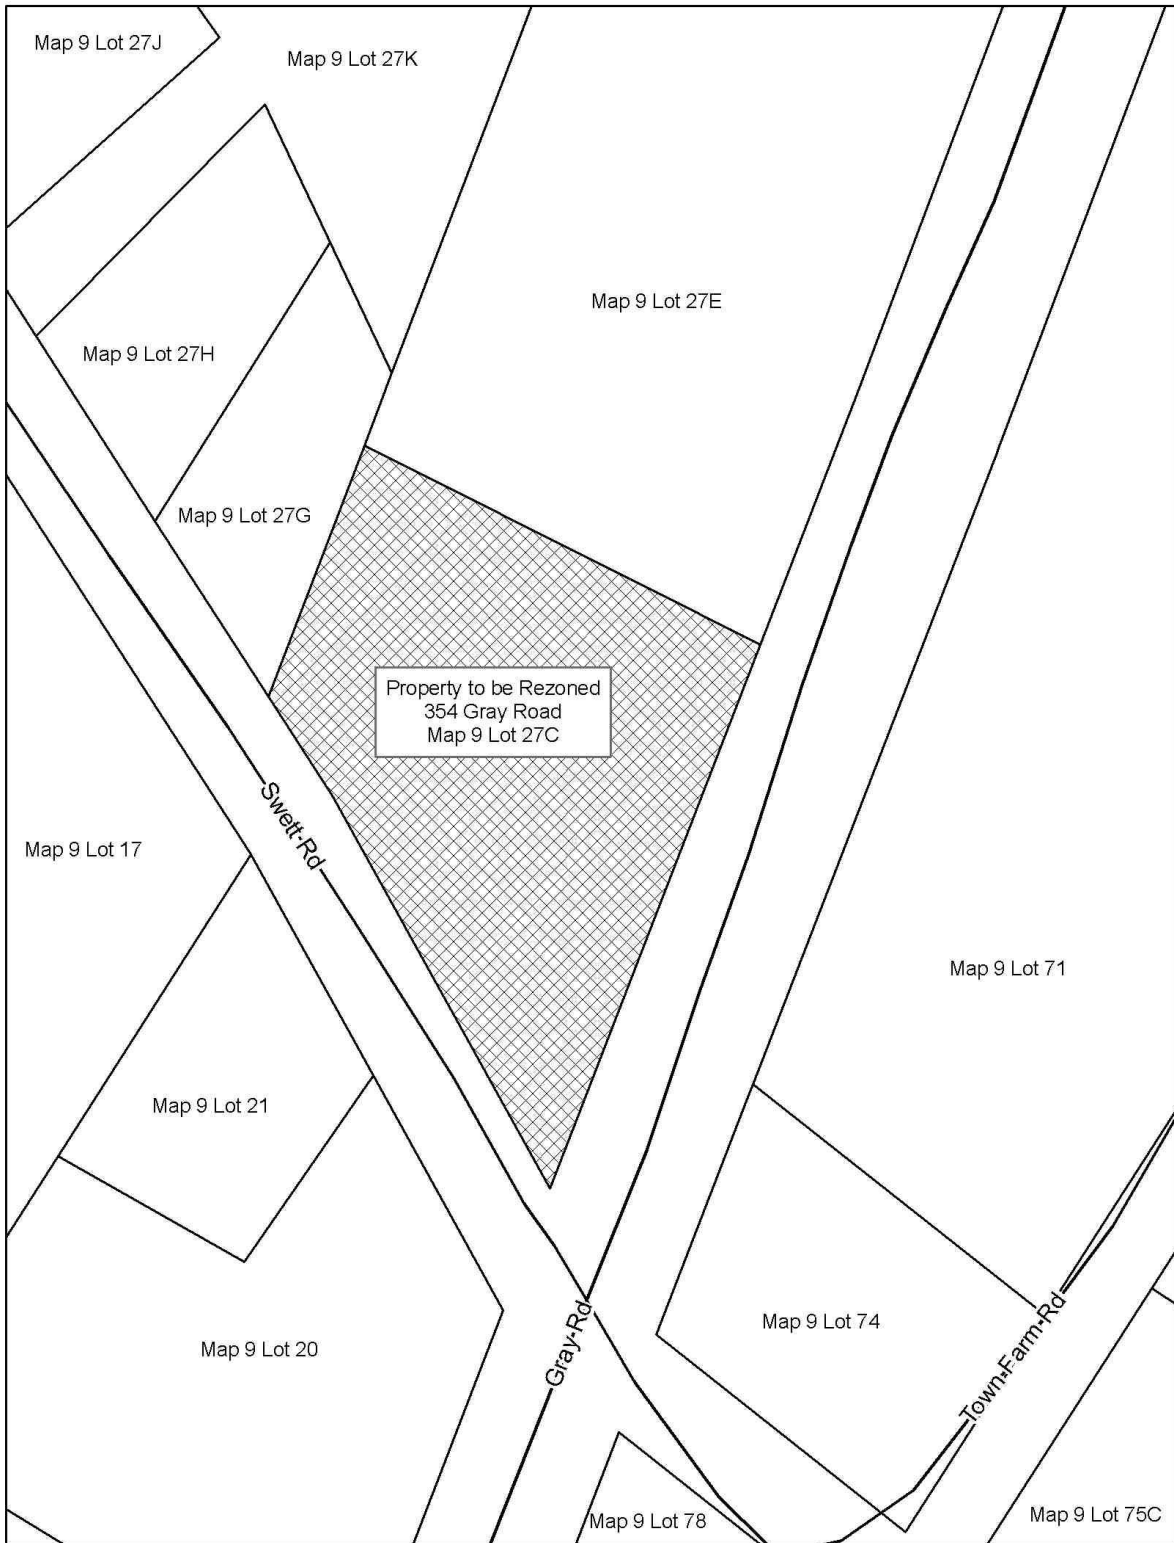 Map 9 Lot 27J
Map 9 Lot 27K
Map 9 Lot 27E
Map 9 Lot 27H
Map 9 Lot 27G
Property to be Rezoned
354 Gray Road
Map 9 Lot 27C
Swett Rd
Map 9 Lot 17
Map 9 Lot 71
Map 9 Lot 21
Map 9 Lot 74
Map 9 Lot 20
Gray Rd
Town Farm Rd
Map 9 Lot 78
Map 9 Lot 75C